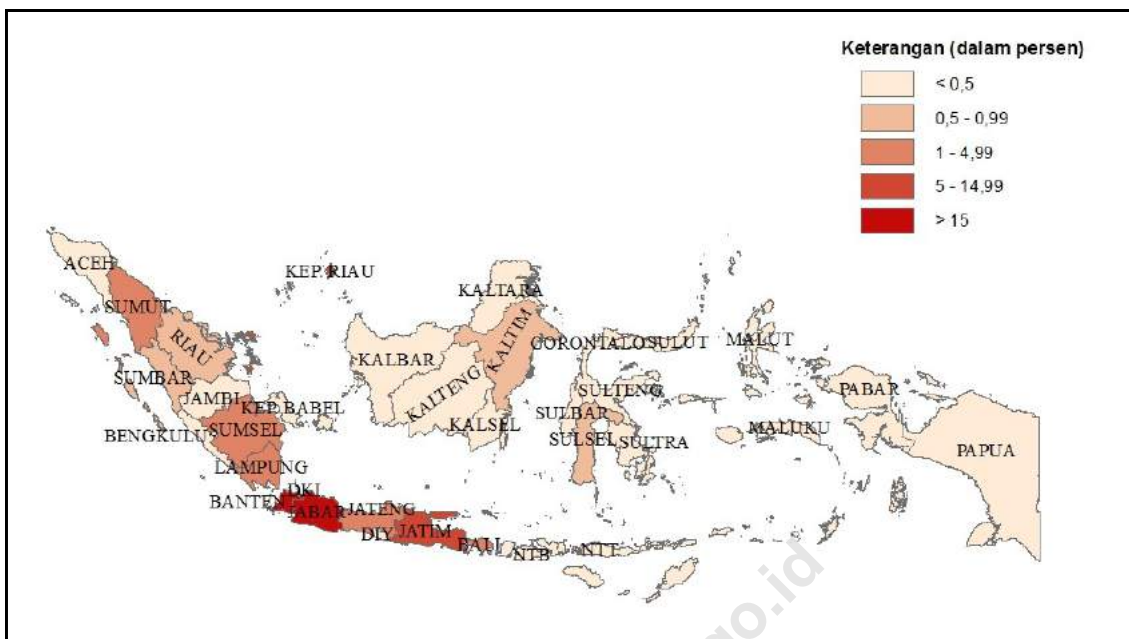 Keterangan (dalam persen)
< 0,5
0,5 - 0,99
1 - 4,99
5 - 14,99
> 15
ACEH
KEP. RIAU
KALTARA
SUMUT
RIAU
KALTIM
GORONTALO
SULUT
MALUT
KALBAR
SUMBAR
PABAR
JAMBI
KALTENG
SULTENG
KEP. BABEL
SULBAR
BENGKULU
SUMSEL
KALSEL
SULSEL
SULTRA
MALUKU
PAPUA
LAMPUNG
DKI
BANTEN
JABAR
JATENG
DIY
JATIM
BALI
NTB
NTT
go.id